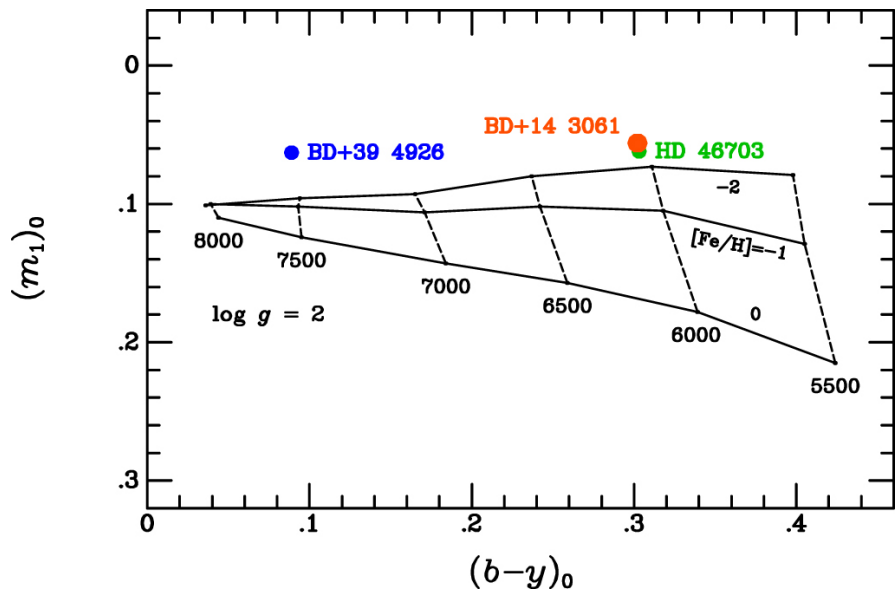 0
BD+14 3061
BD+39 4926
HD 46703
−2
.1
[Fe/H]=−1
8000
7500
7000
6500
6000
0
5500
log g = 2
(m₁)₀
.2
.3
0
.1
.2
.3
.4
(b−y)₀